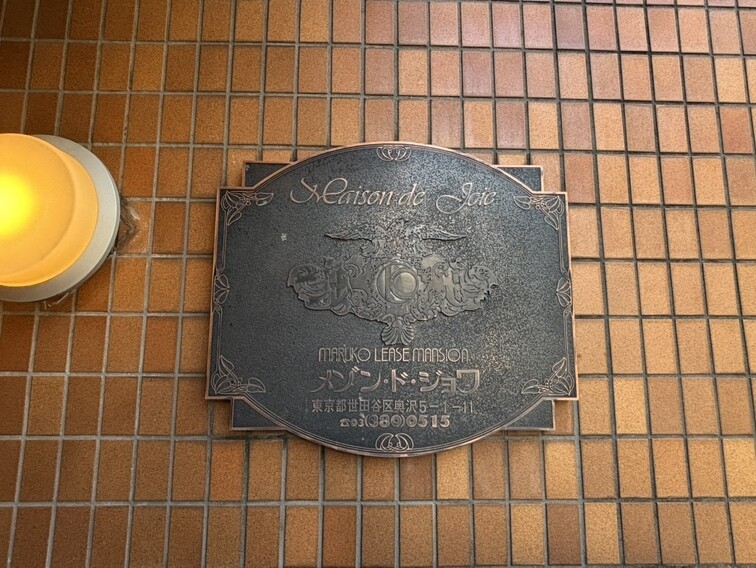 Maison de Joie
MARUKO LEASE MANSION
メゾン・ド・ジョワ
東京都世田谷区奥沢5-1-11
☎03(380)0515